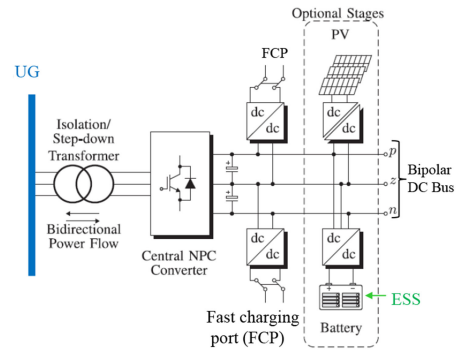 Optional Stages
PV
FCP
UG
dc
dc
dc
dc
Isolation/
Step-down
Transformer
p
z
n
Bipolar
DC Bus
Bidirectional
Power Flow
Central NPC
Converter
dc
dc
dc
dc
+ −
ESS
Fast charging
port (FCP)
Battery